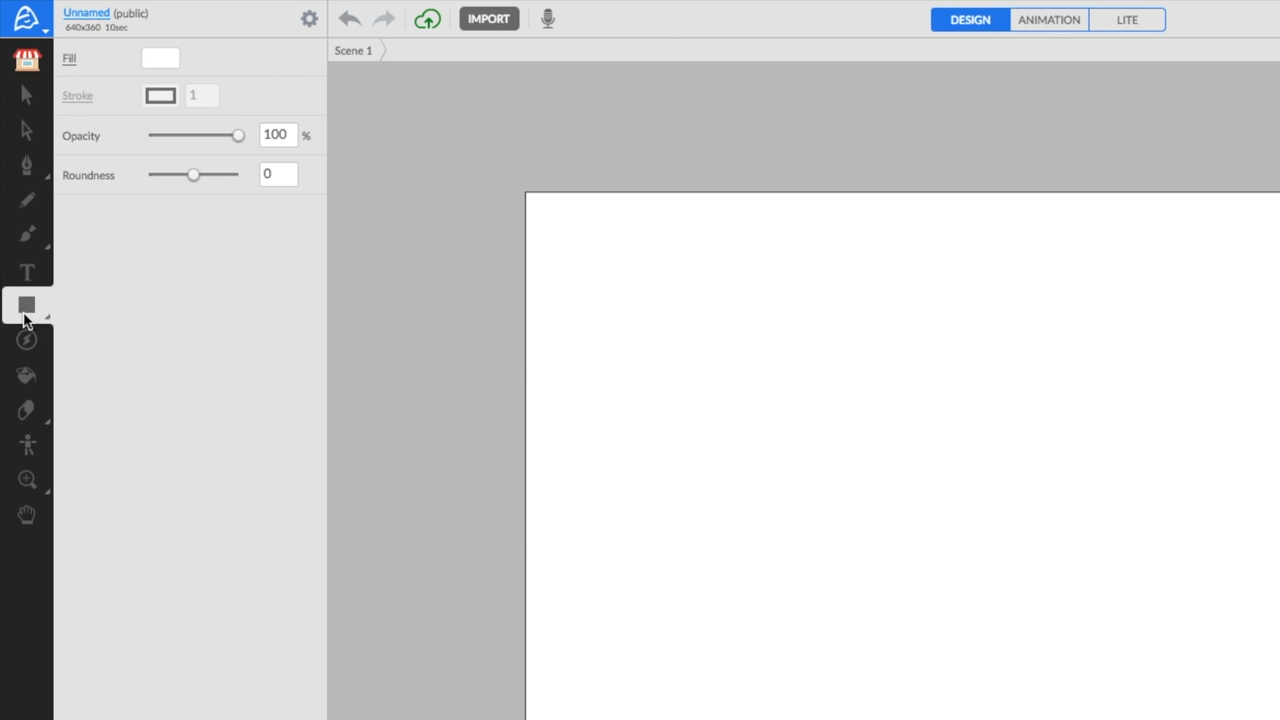 Unnamed (public)
640x360 10sec
IMPORT
DESIGN
ANIMATION
LITE
Scene 1
Fill
Stroke
1
Opacity
100 %
Roundness
0
T